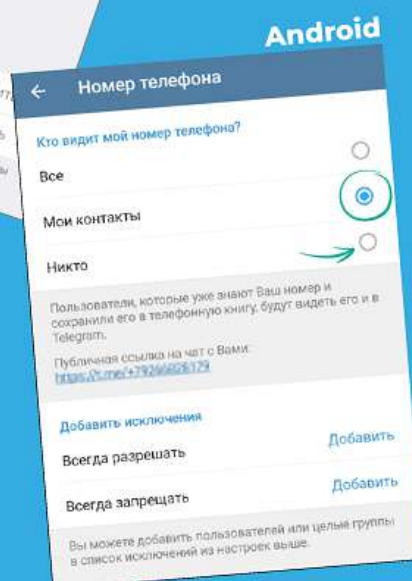 Android
Номер телефона
Кто видит мой номер телефона?
Все
Мои контакты
Никто
Пользователи, которые уже знают Ваш номер и
сохранили его в телефонную книгу, будут видеть его и в
Telegram.
Публичная ссылка на чат с Вами:
Добавить исключения
Всегда разрешать Добавить
Всегда запрещать Добавить
Вы можете добавить пользователей или целые группы
в список исключений из настроек выше.